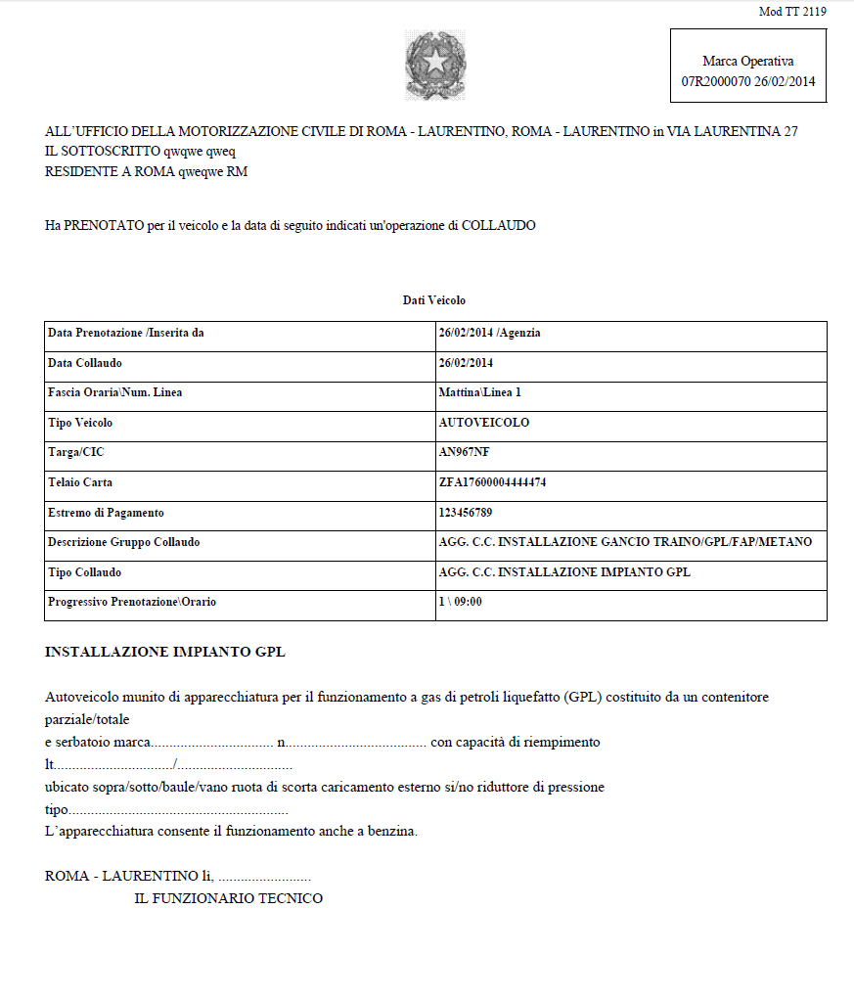 Mod TT 2119
Marca Operativa
07R2000070 26/02/2014
ALL’UFFICIO DELLA MOTORIZZAZIONE CIVILE DI ROMA - LAURENTINO, ROMA - LAURENTINO in VIA LAURENTINA 27
IL SOTTOSCRITTO qwqwe qweq
RESIDENTE A ROMA qweqwe RM
Ha PRENOTATO per il veicolo e la data di seguito indicati un'operazione di COLLAUDO
Dati Veicolo
Data Prenotazione /Inserita da 26/02/2014 /Agenzia
Data Collaudo 26/02/2014
Fascia Oraria\Num. Linea Mattina\Linea 1
Tipo Veicolo AUTOVEICOLO
Targa/CIC AN967NF
Telaio Carta ZFA17600004444474
Estremo di Pagamento 123456789
Descrizione Gruppo Collaudo AGG. C.C. INSTALLAZIONE GANCIO TRAINO/GPL/FAP/METANO
Tipo Collaudo AGG. C.C. INSTALLAZIONE IMPIANTO GPL
Progressivo Prenotazione\Orario 1 \ 09:00
INSTALLAZIONE IMPIANTO GPL
Autoveicolo munito di apparecchiatura per il funzionamento a gas di petroli liquefatto (GPL) costituito da un contenitore
parziale/totale
e serbatoio marca................................. n...................................... con capacità di riempimento
lt................................/...............................
ubicato sopra/sotto/baule/vano ruota di scorta caricamento esterno si/no riduttore di pressione
tipo...........................................................
L’apparecchiatura consente il funzionamento anche a benzina.
ROMA - LAURENTINO lì, .........................
IL FUNZIONARIO TECNICO